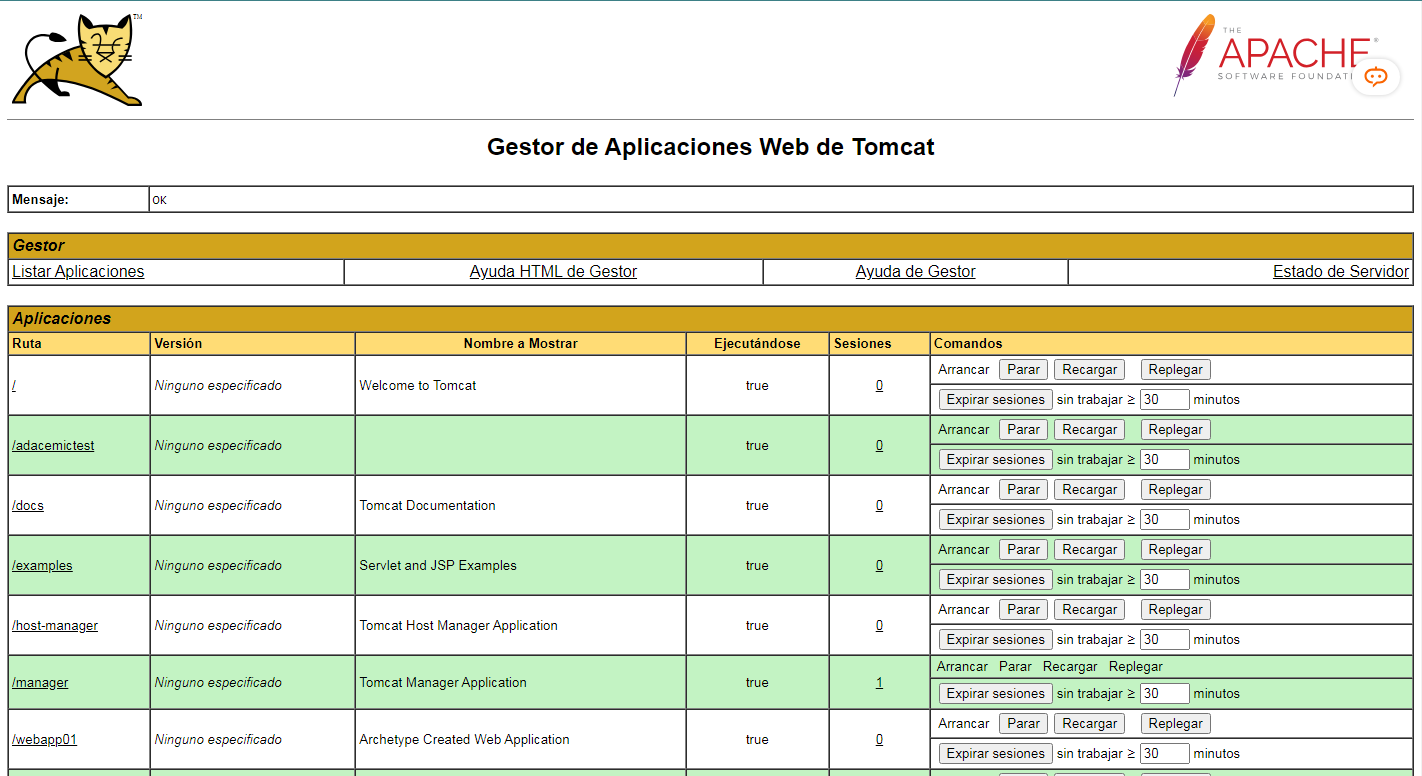 TM
THE
APACHE®
SOFTWARE FOUNDATI
Gestor de Aplicaciones Web de Tomcat
Mensaje: OK
Gestor
Listar Aplicaciones Ayuda HTML de Gestor Ayuda de Gestor Estado de Servidor
Aplicaciones
Ruta Versión Nombre a Mostrar Ejecutándose Sesiones Comandos
Arrancar Parar Recargar Replegar
/ Ninguno especificado Welcome to Tomcat true 0
Expirar sesiones sin trabajar ≥ 30 minutos
Arrancar Parar Recargar Replegar
/adacemictest Ninguno especificado true 0
Expirar sesiones sin trabajar ≥ 30 minutos
Arrancar Parar Recargar Replegar
/docs Ninguno especificado Tomcat Documentation true 0
Expirar sesiones sin trabajar ≥ 30 minutos
Arrancar Parar Recargar Replegar
/examples Ninguno especificado Servlet and JSP Examples true 0
Expirar sesiones sin trabajar ≥ 30 minutos
Arrancar Parar Recargar Replegar
/host-manager Ninguno especificado Tomcat Host Manager Application true 0
Expirar sesiones sin trabajar ≥ 30 minutos
Arrancar Parar Recargar Replegar
/manager Ninguno especificado Tomcat Manager Application true 1
Expirar sesiones sin trabajar ≥ 30 minutos
Arrancar Parar Recargar Replegar
/webapp01 Ninguno especificado Archetype Created Web Application true 0
Expirar sesiones sin trabajar ≥ 30 minutos